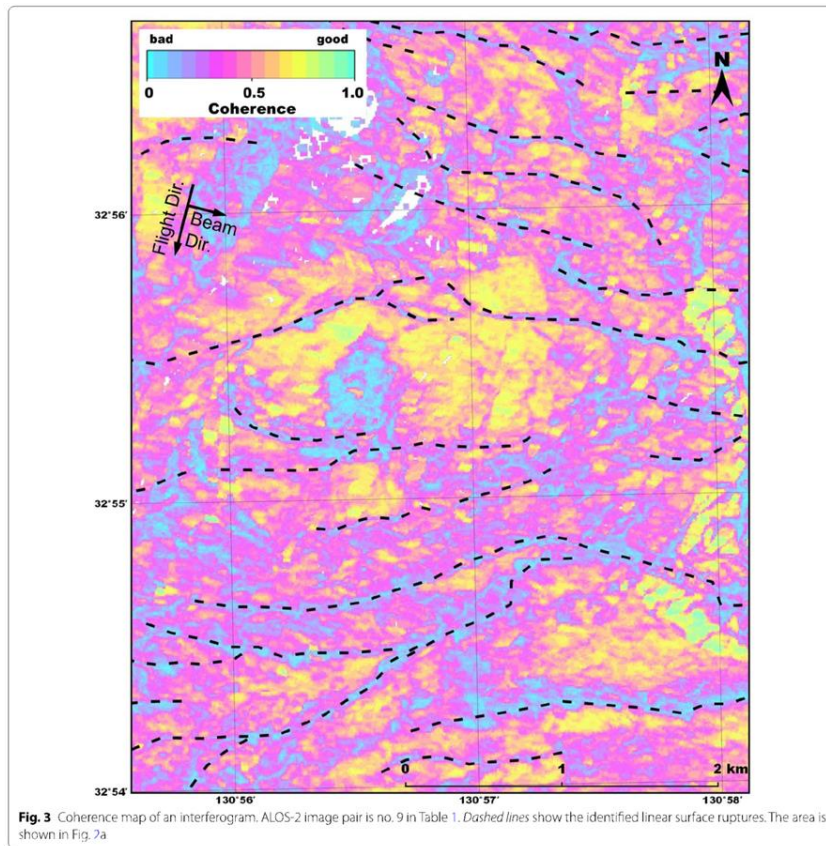 bad good
0 0.5 1.0
Coherence
N
32°56'
Flight Dir.
Beam
Dir.
32°55'
0 1 2 km
32°54'
130°56' 130°57' 130°58'
Fig. 3 Coherence map of an interferogram. ALOS-2 image pair is no. 9 in Table 1. Dashed lines show the identified linear surface ruptures. The area is
shown in Fig. 2a